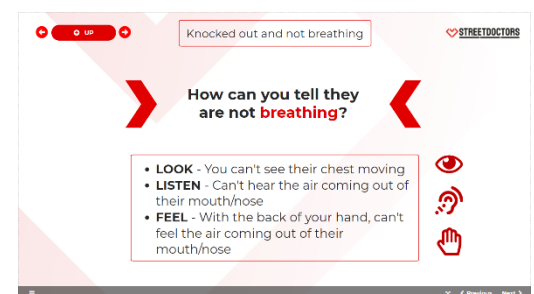 UP
Knocked out and not breathing
STREETDOCTORS
How can you tell they
are not breathing?
• LOOK - You can't see their chest moving
• LISTEN - Can't hear the air coming out of
their mouth/nose
• FEEL - With the back of your hand, can't
feel the air coming out of their
mouth/nose
Previous Next